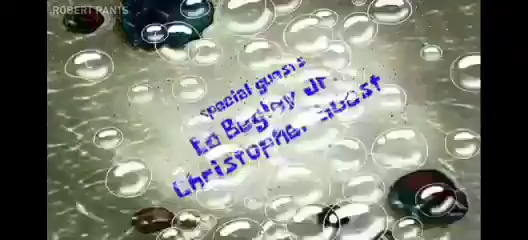 ROBERT PANTS
special guests
Ed Begley Jr
Christopher Guest